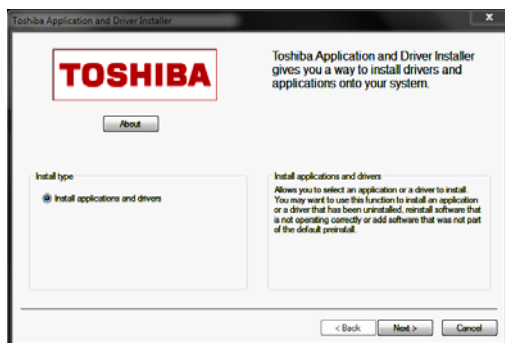 Toshiba Application and Driver Installer
x
TOSHIBA
Toshiba Application and Driver Installer
gives you a way to install drivers and
applications onto your system.
About
Install type
Install applications and drivers
Install applications and drivers
Allows you to select an application or a driver to install.
You may want to use this function to install an application
or a driver that has been uninstalled, reinstall software that
is not operating correctly or add software that was not part
of the default preinstall.
< Back
Next >
Cancel